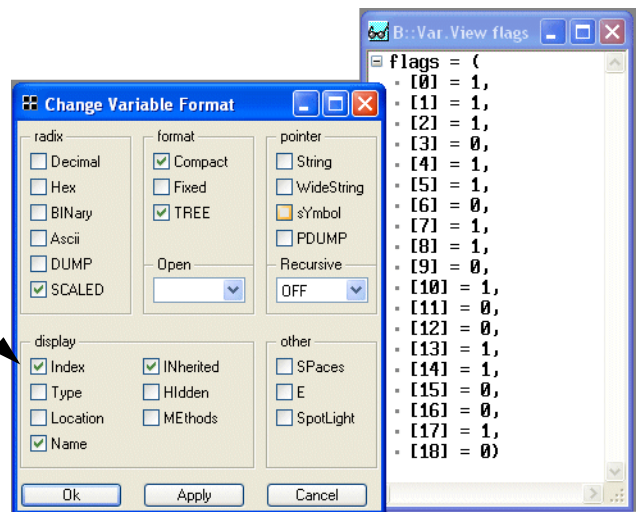 B::Var.View flags
flags = (
[0] = 1,
[1] = 1,
[2] = 1,
[3] = 0,
[4] = 1,
[5] = 1,
[6] = 0,
[7] = 1,
[8] = 1,
[9] = 0,
[10] = 1,
[11] = 0,
[12] = 0,
[13] = 1,
[14] = 1,
[15] = 0,
[16] = 0,
[17] = 1,
[18] = 0)
Change Variable Format
radix
Decimal
Hex
BINary
Ascii
DUMP
SCALED
format
Compact
Fixed
TREE
Open
pointer
String
WideString
sYmbol
PDUMP
Recursive
OFF
display
Index
Type
Location
Name
INherited
HIdden
MEthods
other
SPaces
E
SpotLight
Ok
Apply
Cancel